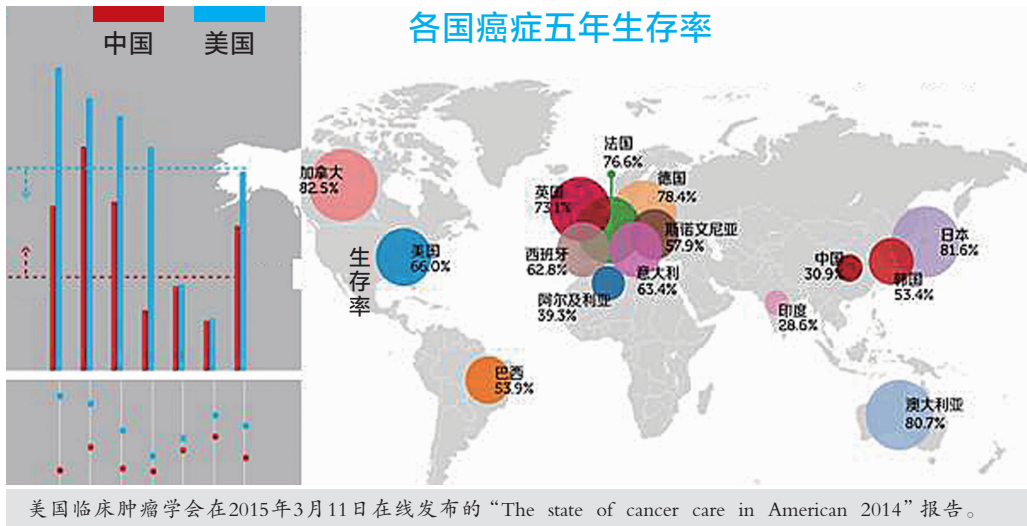 各国癌症五年生存率
中国
美国
法国
76.6%
加拿大
82.5%
英国
73.1%
德国
78.4%
斯诺文尼亚
57.9%
西班牙
62.8%
意大利
63.4%
阿尔及利亚
39.3%
美国
66.0%
生存率
中国
30.9%
日本
81.6%
韩国
53.4%
印度
28.6%
巴西
53.9%
澳大利亚
80.7%
美国临床肿瘤学会在2015年3月11日在线发布的“The state of cancer care in American 2014”报告。